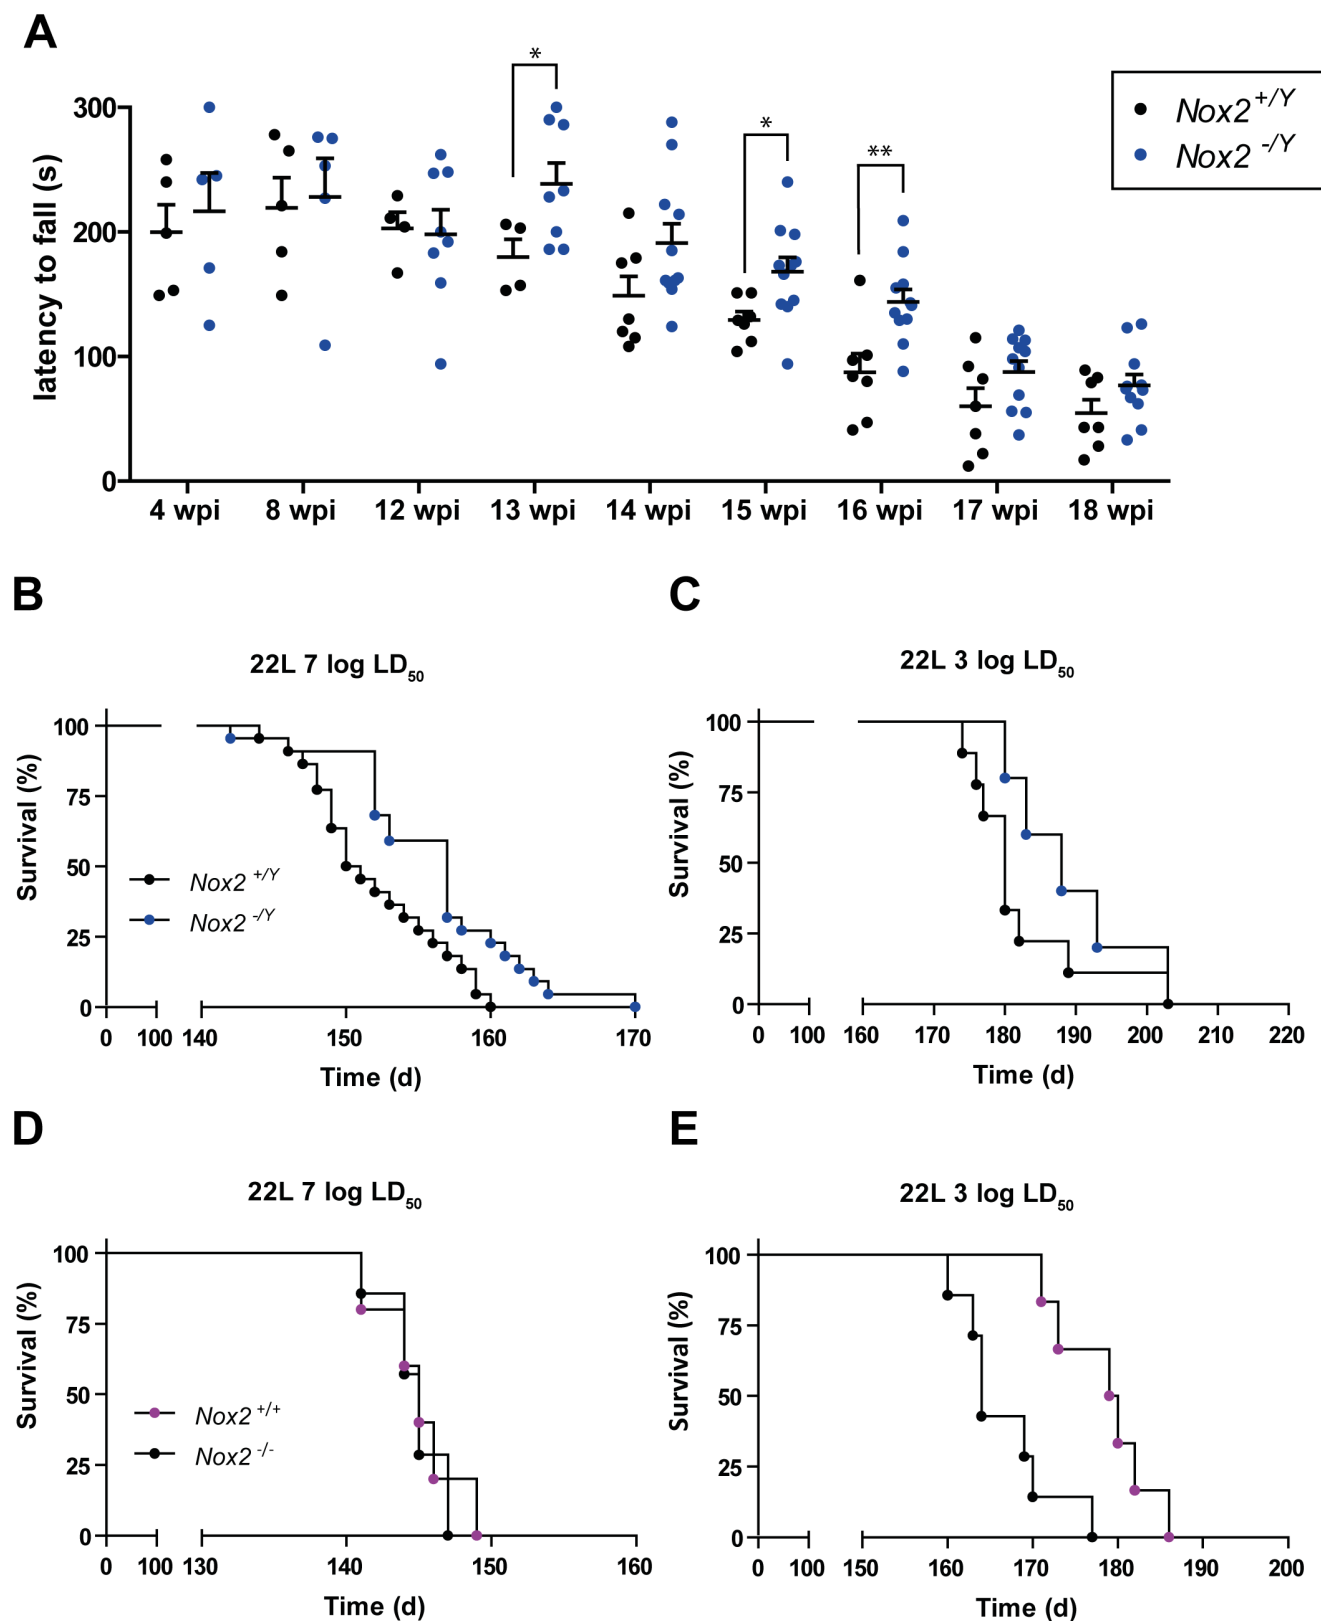 A
*
*
**
Nox2 +/Y
Nox2 -/Y
latency to fall (s)
300
200
100
0
4 wpi 8 wpi 12 wpi 13 wpi 14 wpi 15 wpi 16 wpi 17 wpi 18 wpi
B
22L 7 log LD50
Survival (%)
100
75
50
25
0
Nox2 +/Y
Nox2 -/Y
0 100 140 150 160 170
Time (d)
C
22L 3 log LD50
Survival (%)
100
75
50
25
0
0 100 160 170 180 190 200 210 220
Time (d)
D
22L 7 log LD50
Survival (%)
100
75
50
25
0
Nox2 +/+
Nox2 -/-
0 100 130 140 150 160
Time (d)
E
22L 3 log LD50
Survival (%)
100
75
50
25
0
0 100 150 160 170 180 190 200
Time (d)